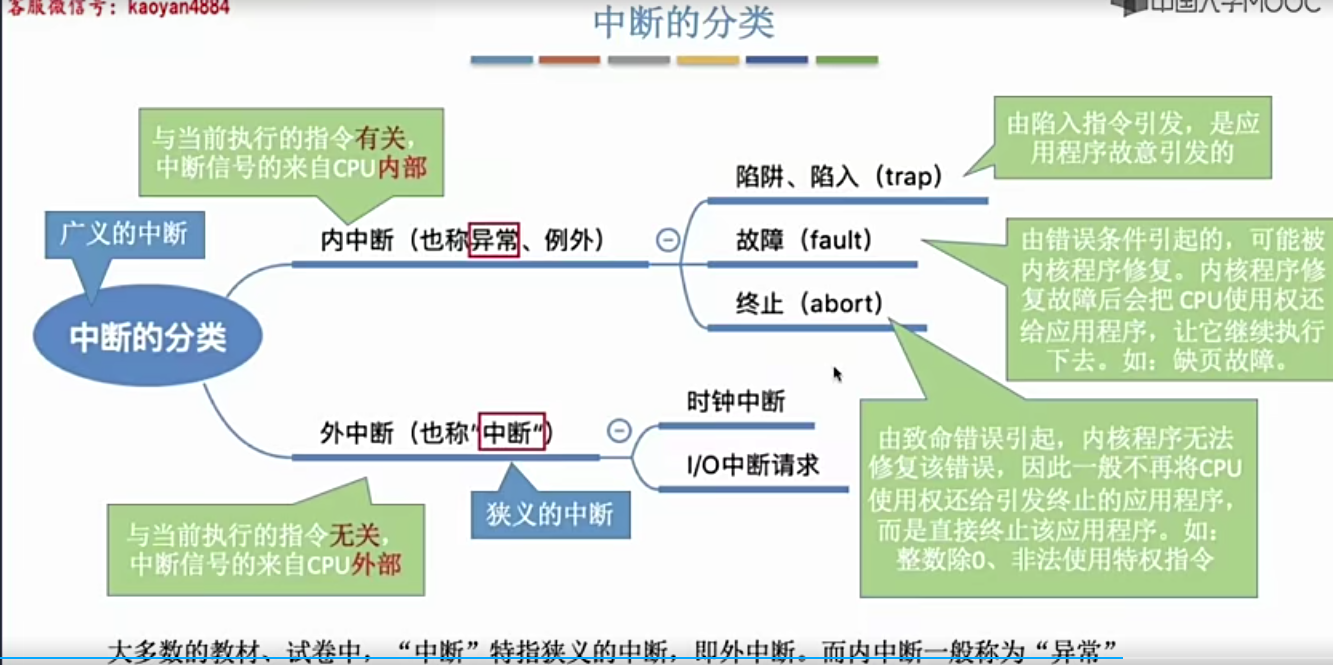 客服微信号：kaoyan4884
中国大学MOOC
中断的分类
与当前执行的指令有关，
中断信号的来自CPU内部
由陷入指令引发，是应
用程序故意引发的
陷阱、陷入（trap）
广义的中断
内中断（也称异常、例外）
故障（fault）
由错误条件引起的，可能被
内核程序修复。内核程序修
复故障后会把 CPU使用权还
给应用程序，让它继续执行
下去。如：缺页故障。
终止（abort）
中断的分类
时钟中断
外中断（也称“中断“）
I/O中断请求
由致命错误引起，内核程序无法
修复该错误，因此一般不再将CPU
使用权还给引发终止的应用程序，
而是直接终止该应用程序。如：
整数除0、非法使用特权指令
狭义的中断
与当前执行的指令无关，
中断信号的来自CPU外部
大多数的教材、试卷中，“中断”特指狭义的中断，即外中断。而内中断一般称为“异常”